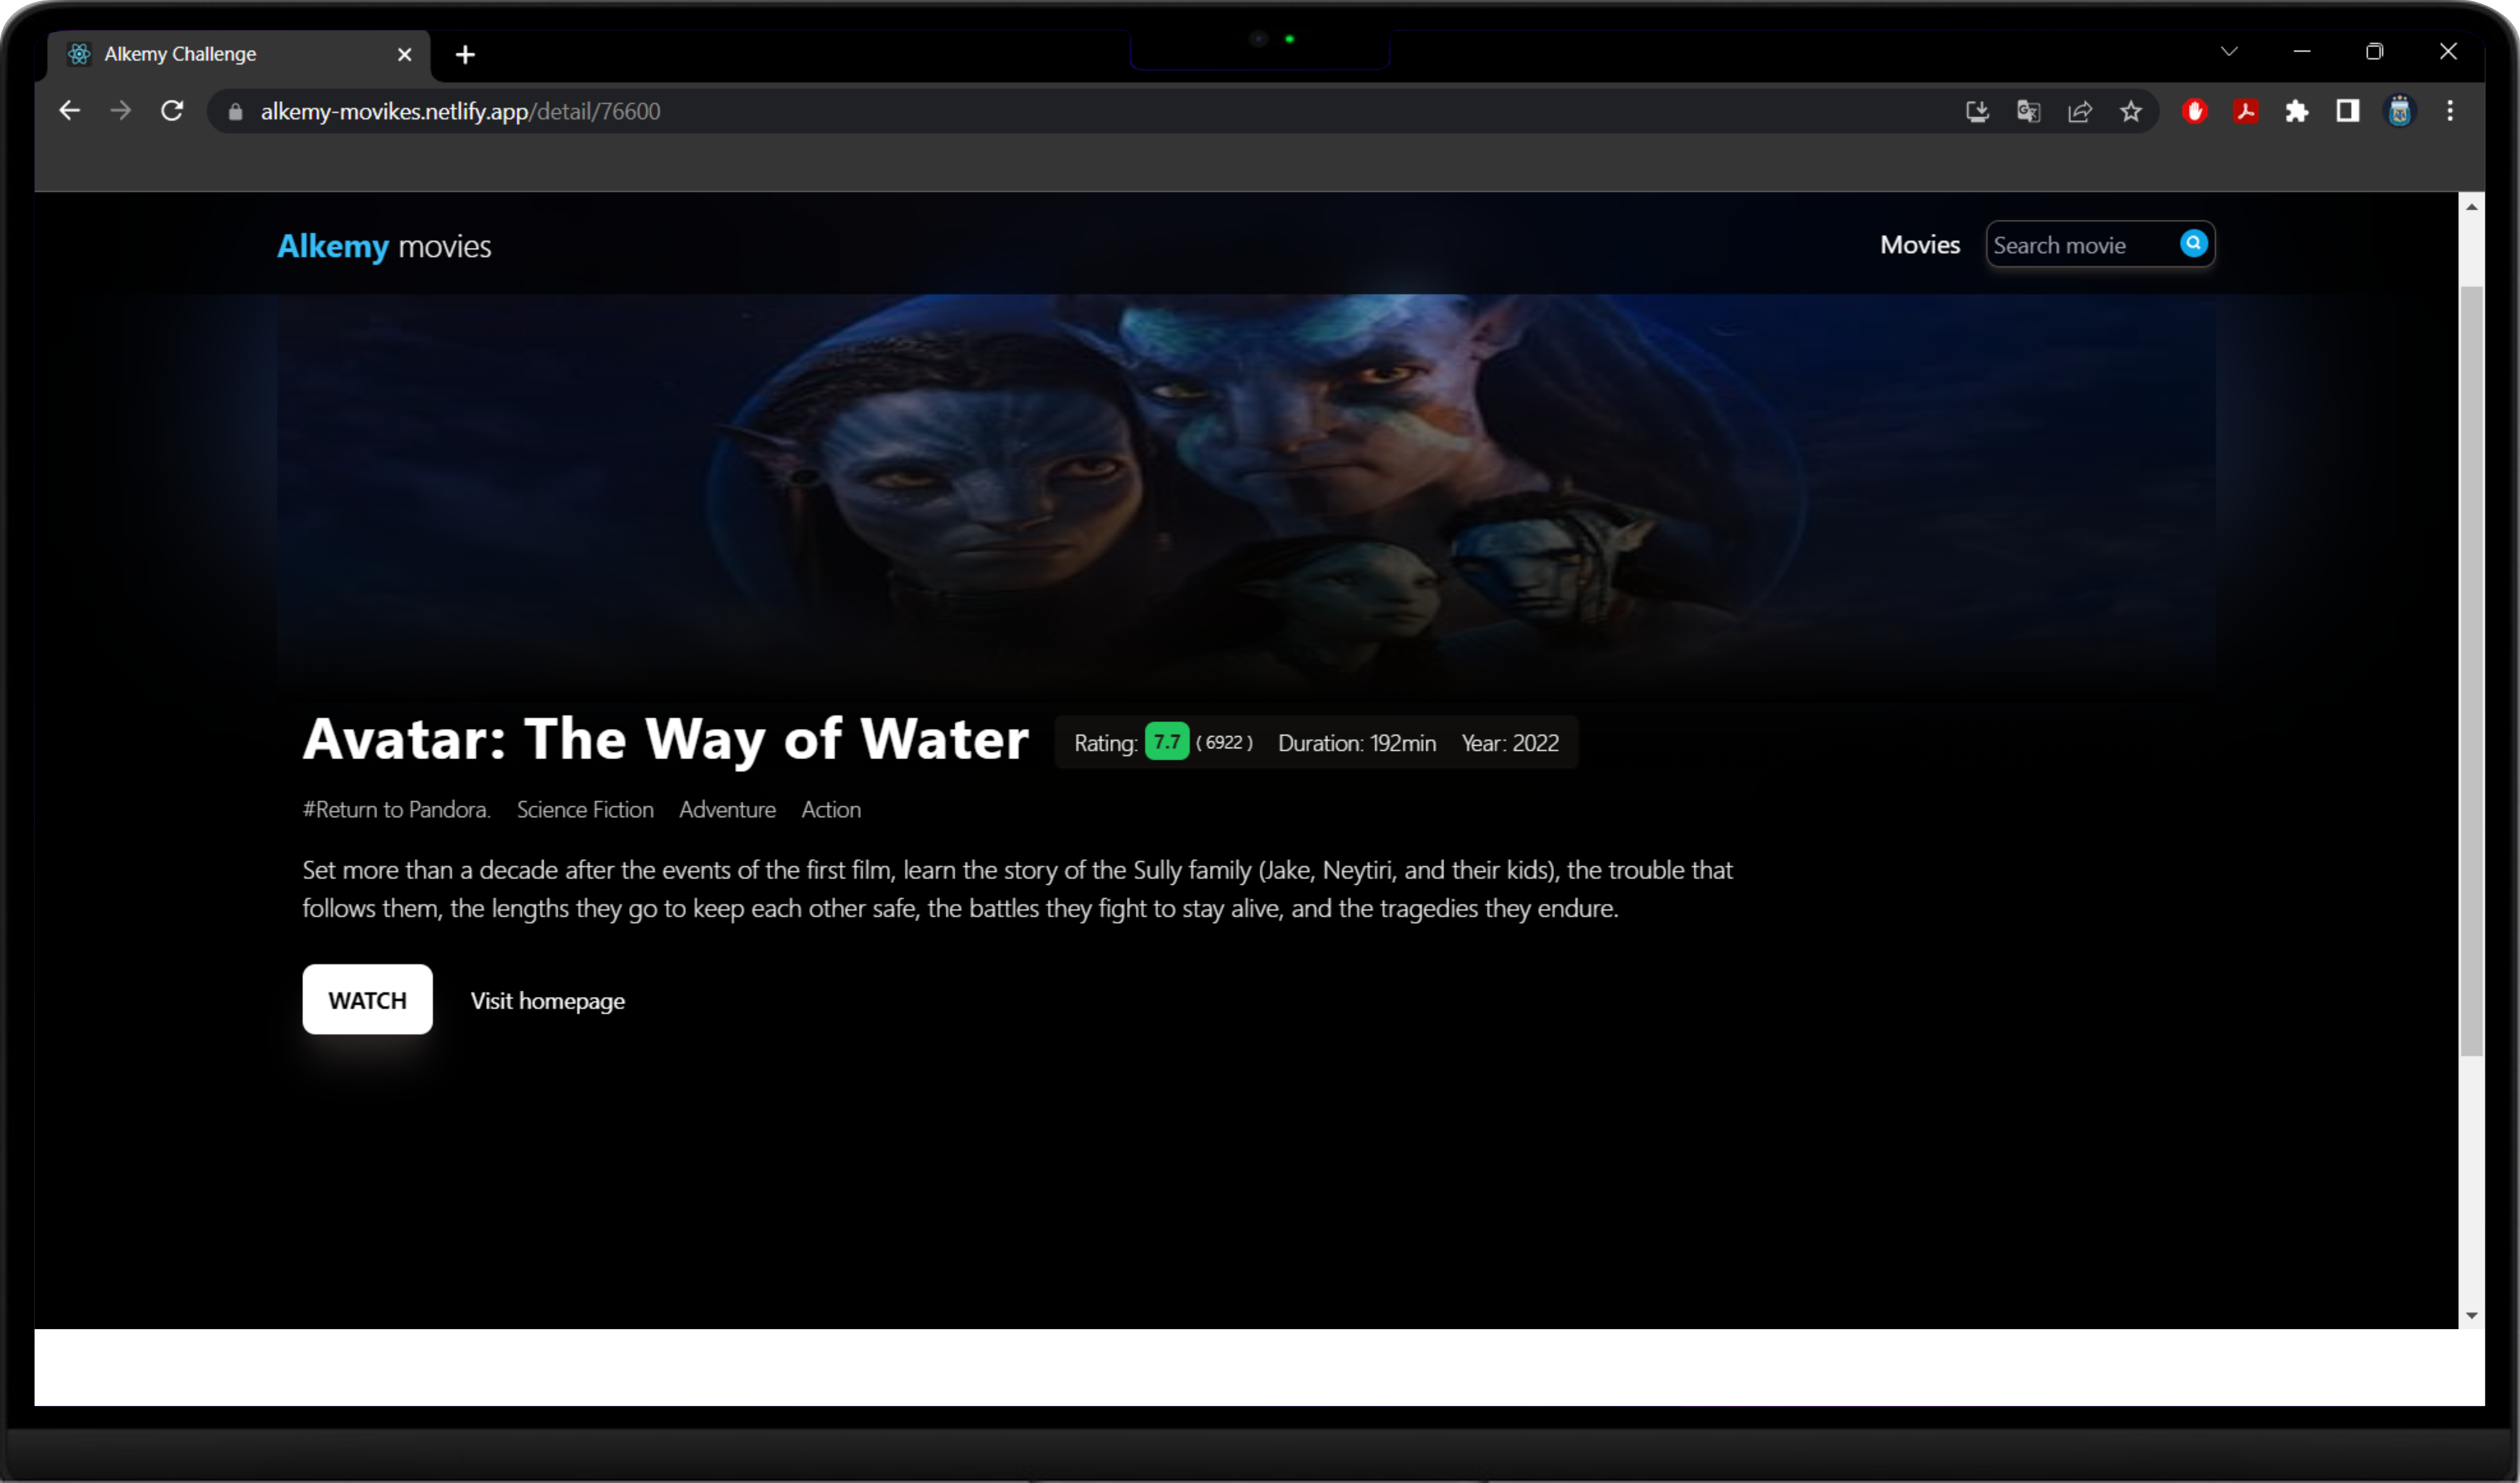 Alkemy Challenge
alkemy-movikes.netlify.app/detail/76600
Alkemy movies
Movies
Search movie
Avatar: The Way of Water
Rating: 7.7 ( 6922 ) Duration: 192min Year: 2022
#Return to Pandora. Science Fiction Adventure Action
Set more than a decade after the events of the first film, learn the story of the Sully family (Jake, Neytiri, and their kids), the trouble that
follows them, the lengths they go to keep each other safe, the battles they fight to stay alive, and the tragedies they endure.
WATCH
Visit homepage